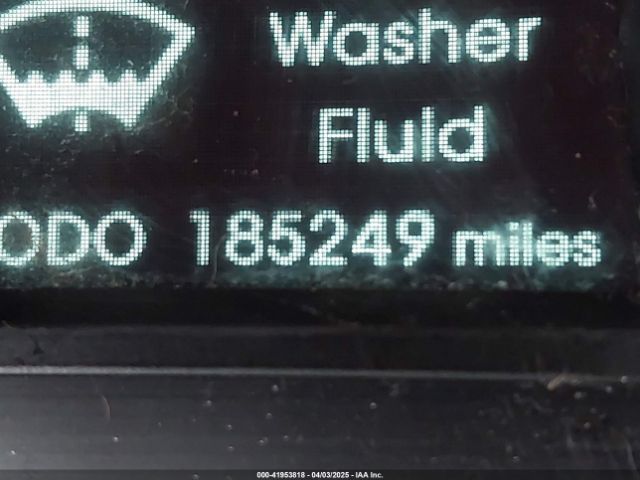 Washer
Fluid
ODO 185249 miles
000-41953818 - 04/03/2025 - IAA Inc.